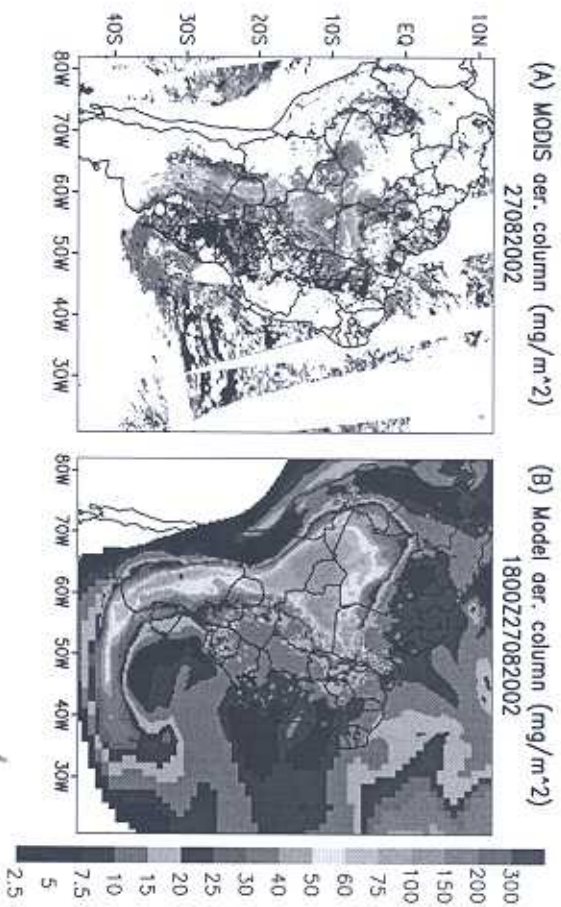 (A) MODIS aer. column (mg/m^2)
27082002
10N
EQ
10S
20S
30S
40S
80W 70W 60W 50W 40W 30W
(B) Model aer. column (mg/m^2)
1800Z27082002
80W 70W 60W 50W 40W 30W
300
200
150
100
75
60
50
30
25
20
15
10
7.5
5
2.5